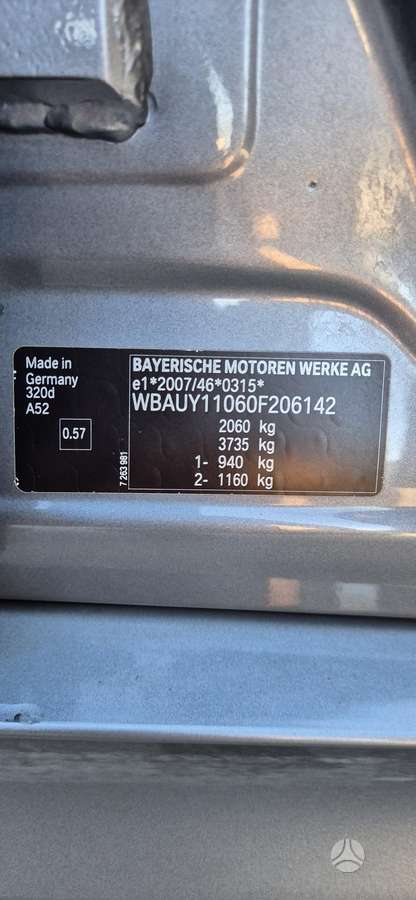 Made in
Germany
320d
A52
0.57
7 263 981
BAYERISCHE MOTOREN WERKE AG
e1*2007/46*0315*
WBAUY11060F206142
2060 kg
3735 kg
1- 940 kg
2- 1160 kg